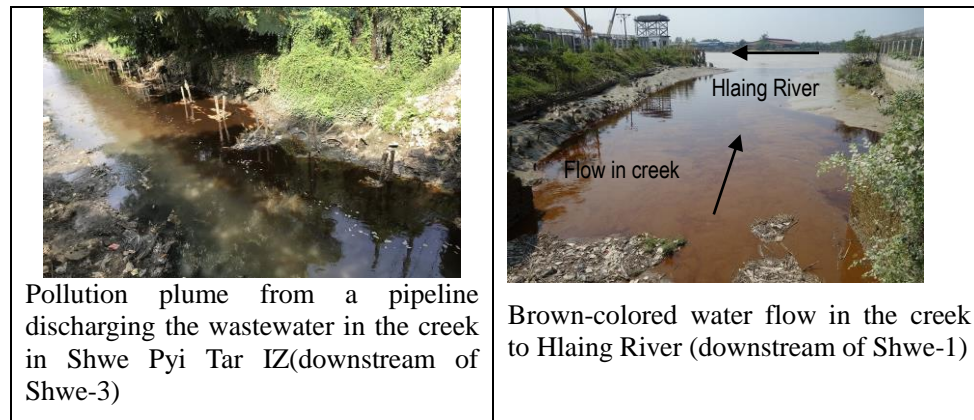 Hlaing River
Flow in creek
Pollution plume from a pipeline
discharging the wastewater in the creek
in Shwe Pyi Tar IZ(downstream of
Shwe-3)
Brown-colored water flow in the creek
to Hlaing River (downstream of Shwe-1)